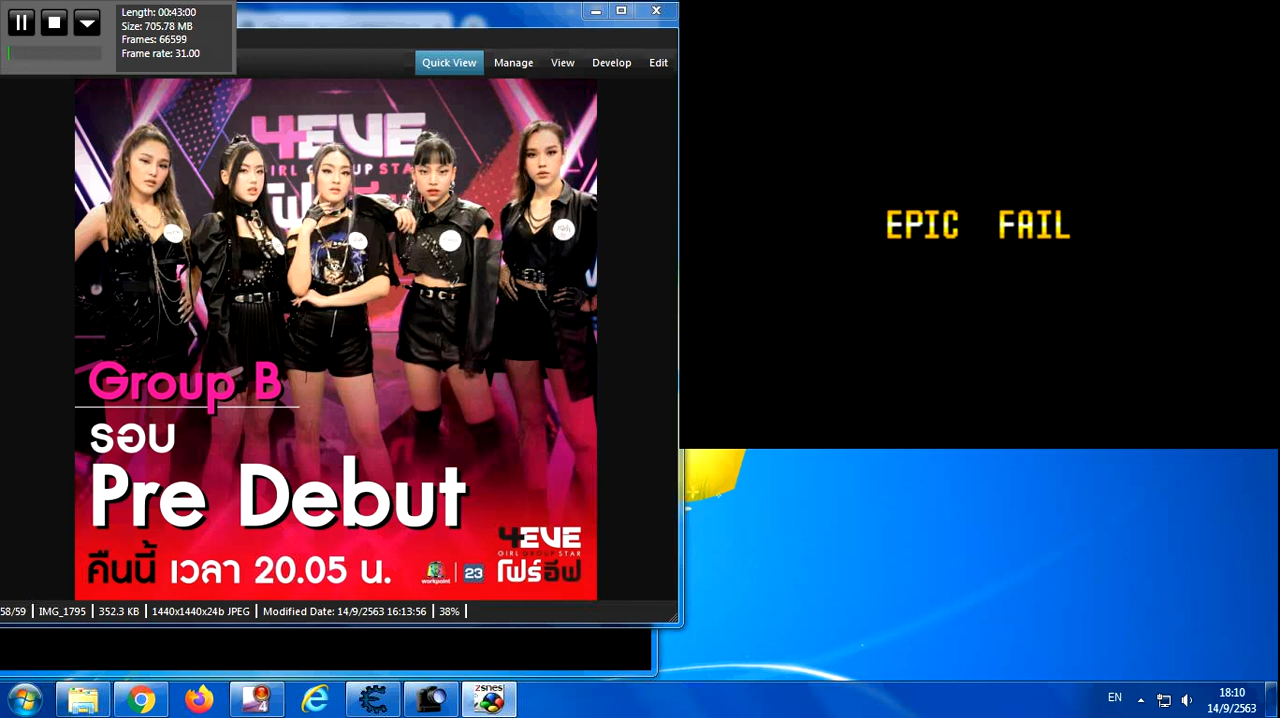 Length: 00:43:00
Size: 705.78 MB
Frames: 66599
Frame rate: 31.00
Quick View Manage View Develop Edit
4EVE
GIRL GROUP STAR
EPIC FAIL
Group B
รอบ
Pre Debut
คืนนี้ เวลา 20.05 น.
workpoint 23
4EVE
GIRL GROUP STAR
โฟร์อีฟ
58/59 IMG_1795 352.3 KB 1440x1440x24b JPEG Modified Date: 14/9/2563 16:13:56 38%
zsnes
4
EN
18:10
14/9/2563